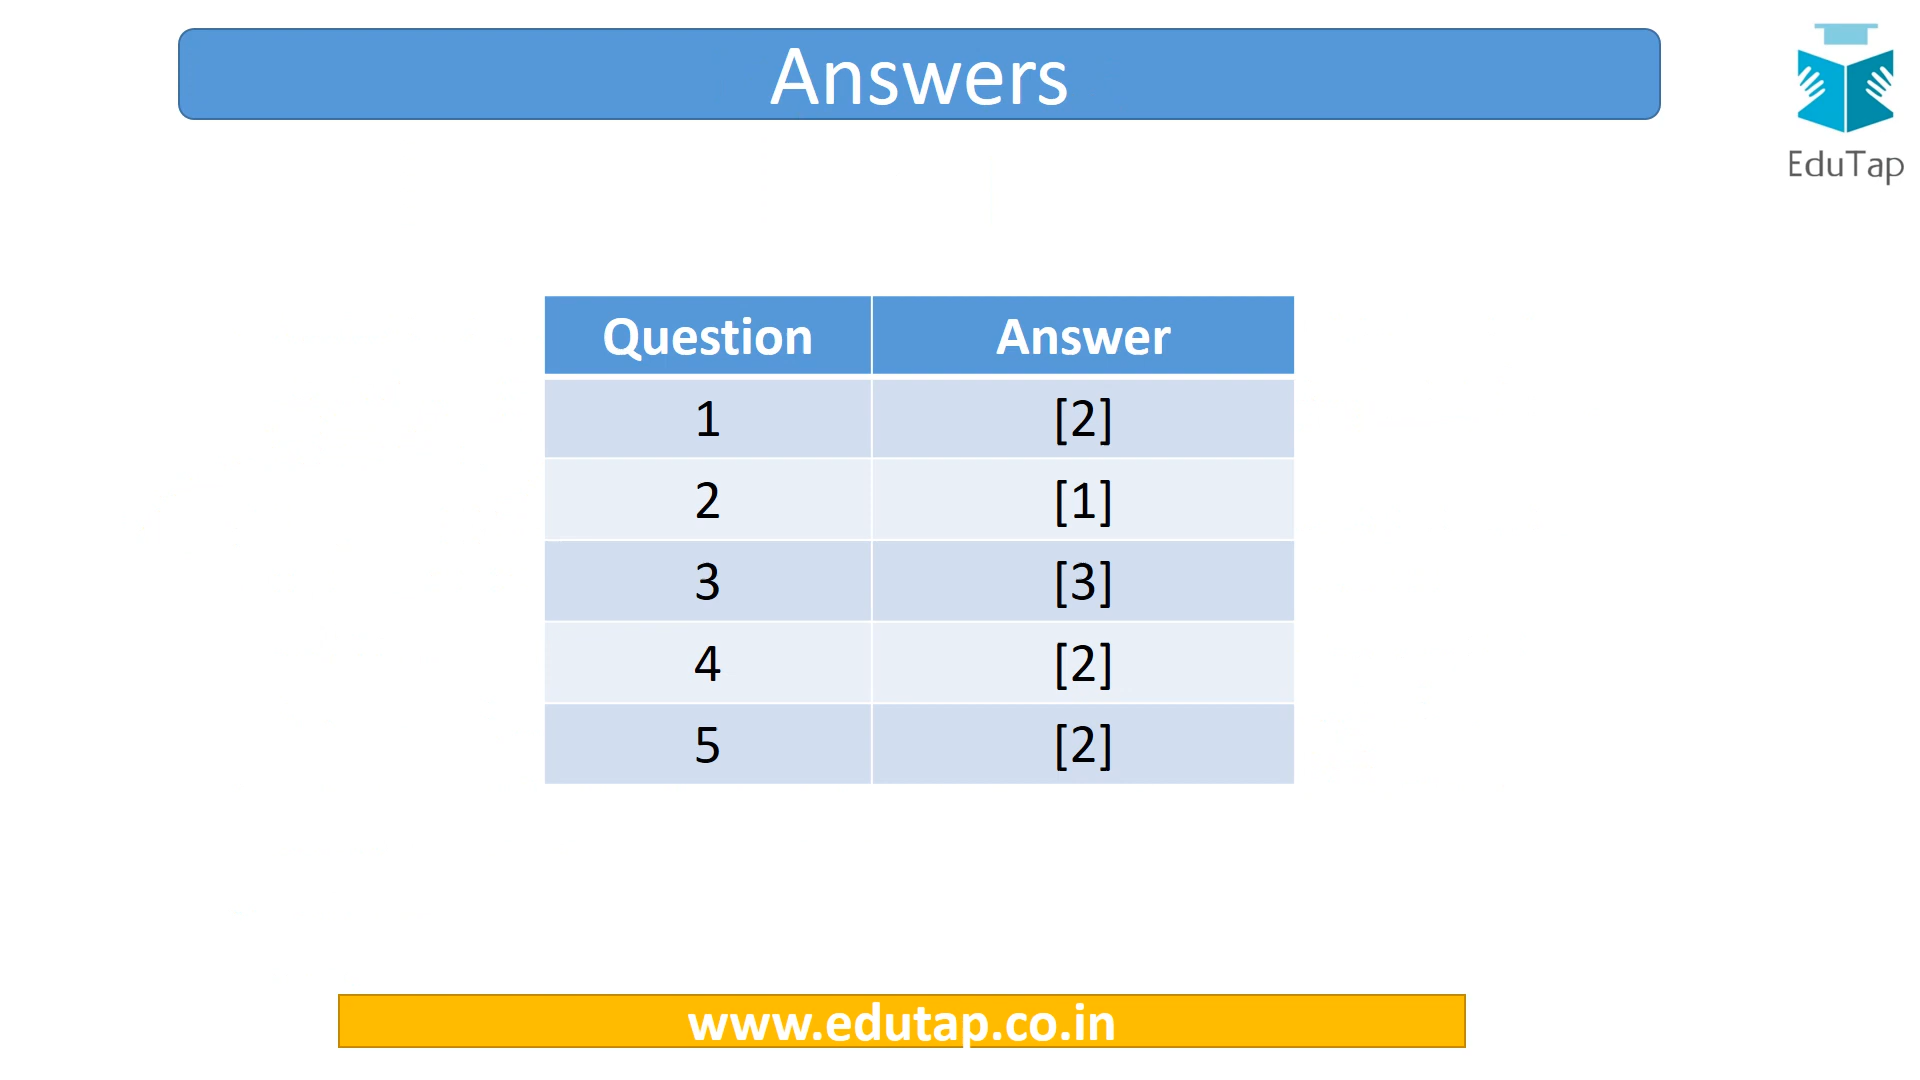 Answers
EduTap
Question Answer
1 [2]
2 [1]
3 [3]
4 [2]
5 [2]
www.edutap.co.in